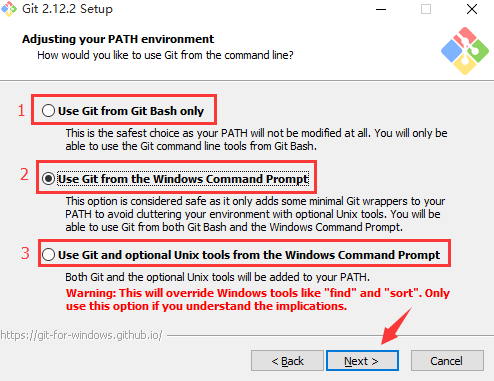 Git 2.12.2 Setup
Adjusting your PATH environment
How would you like to use Git from the command line?
1 Use Git from Git Bash only
This is the safest choice as your PATH will not be modified at all. You will only be
able to use the Git command line tools from Git Bash.
2 Use Git from the Windows Command Prompt
This option is considered safe as it only adds some minimal Git wrappers to your
PATH to avoid cluttering your environment with optional Unix tools. You will be
able to use Git from both Git Bash and the Windows Command Prompt.
3 Use Git and optional Unix tools from the Windows Command Prompt
Both Git and the optional Unix tools will be added to your PATH.
Warning: This will override Windows tools like "find" and "sort". Only
use this option if you understand the implications.
https://git-for-windows.github.io/
< Back Next > Cancel